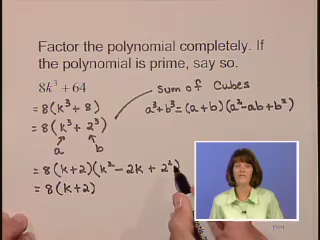 Factor the polynomial completely. If
the polynomial is prime, say so.
8k³ + 64
Sum of Cubes
= 8(k³ + 8)
a³+b³=(a+b)(a²-ab+b²)
= 8(k³ + 2³)
a b
= 8(k+2)(k² - 2k + 2²)
= 8(k+2)